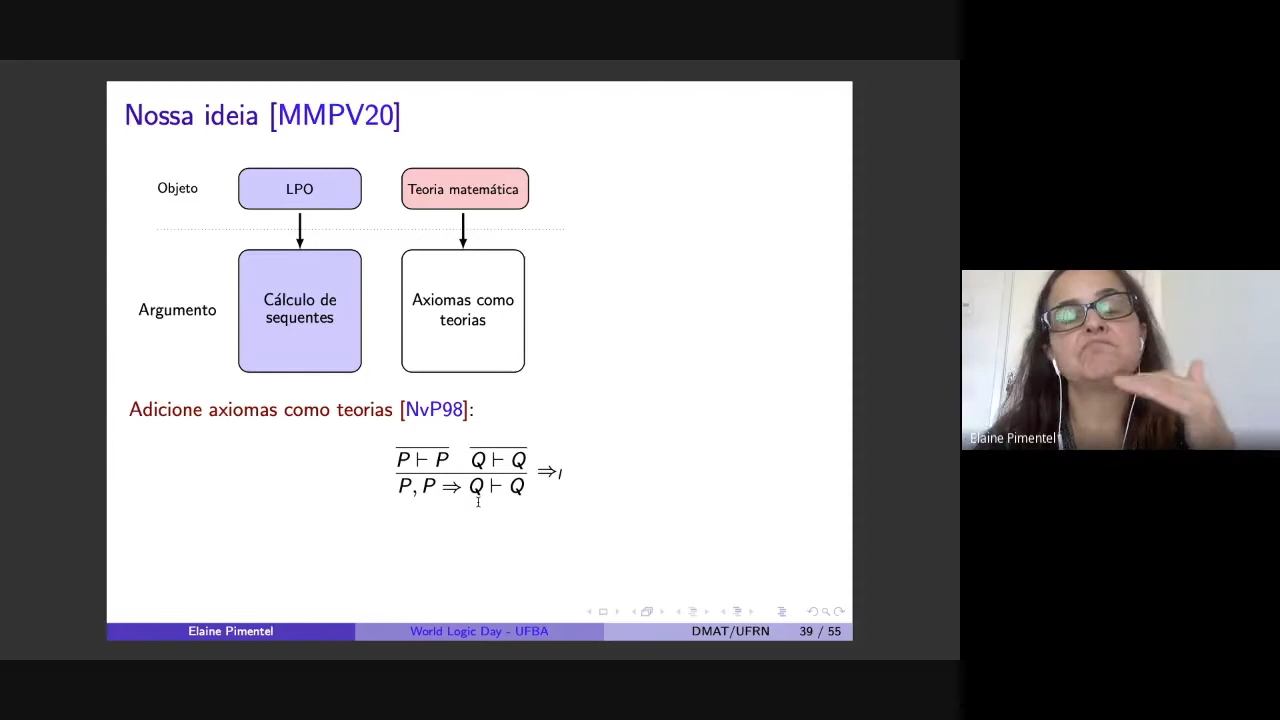 Nossa ideia [MMPV20]
Objeto
LPO
Teoria matemática
Argumento
Cálculo de
sequentes
Axiomas como
teorias
Adicione axiomas como teorias [NvP98]:
P ⊢ P Q ⊢ Q
P, P ⇒ Q ⊢ Q ⇒l
Elaine Pimentel
Elaine Pimentel
World Logic Day - UFBA
DMAT/UFRN
39 / 55